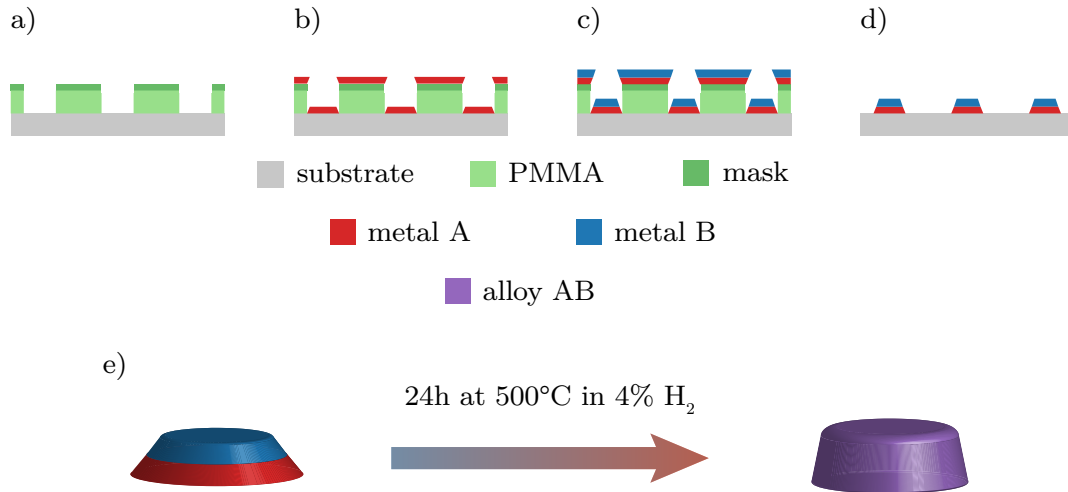 a) b) c) d)
substrate PMMA mask
metal A metal B
alloy AB
e)
24h at 500°C in 4% H₂